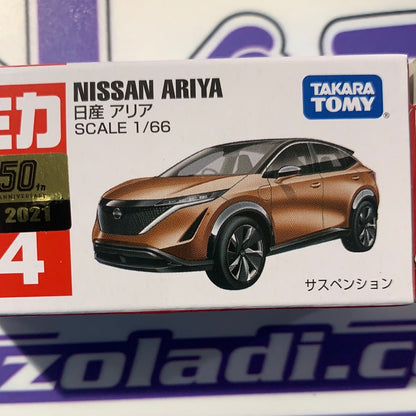 NISSAN ARIYA
日産 アリア
SCALE 1/66
TAKARA
TOMY®
ミカ
50th
ANNIVERSARY
2021
4
サスペンション
zoladi.c